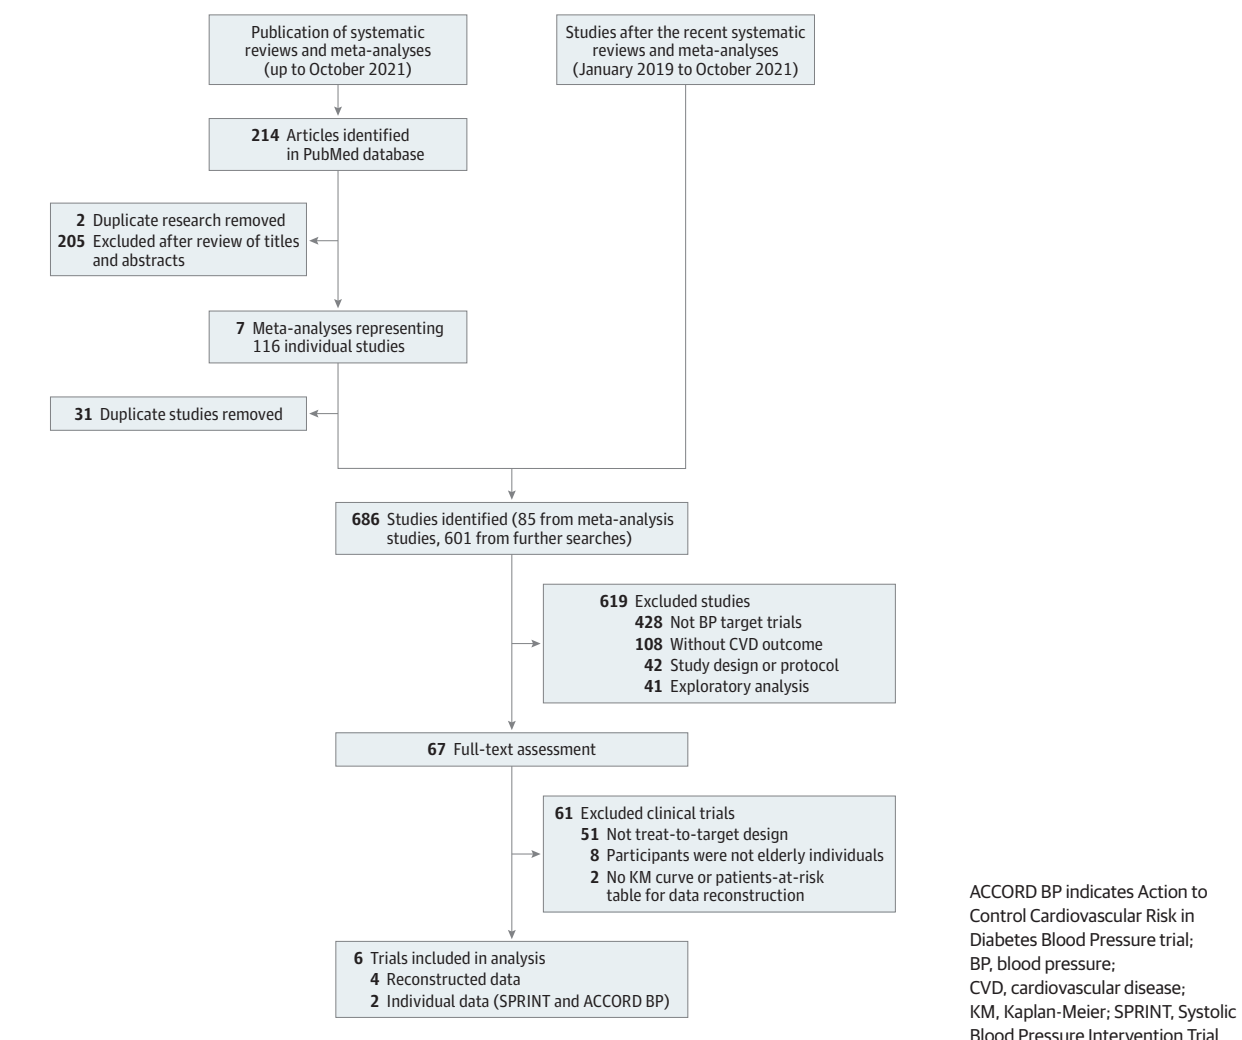 Publication of systematic
reviews and meta-analyses
(up to October 2021)
Studies after the recent systematic
reviews and meta-analyses
(January 2019 to October 2021)
214 Articles identified
in PubMed database
2 Duplicate research removed
205 Excluded after review of titles
and abstracts
7 Meta-analyses representing
116 individual studies
31 Duplicate studies removed
686 Studies identified (85 from meta-analysis
studies, 601 from further searches)
619 Excluded studies
428 Not BP target trials
108 Without CVD outcome
42 Study design or protocol
41 Exploratory analysis
67 Full-text assessment
61 Excluded clinical trials
51 Not treat-to-target design
8 Participants were not elderly individuals
2 No KM curve or patients-at-risk
table for data reconstruction
6 Trials included in analysis
4 Reconstructed data
2 Individual data (SPRINT and ACCORD BP)
ACCORD BP indicates Action to
Control Cardiovascular Risk in
Diabetes Blood Pressure trial;
BP, blood pressure;
CVD, cardiovascular disease;
KM, Kaplan-Meier; SPRINT, Systolic
Blood Pressure Intervention Trial